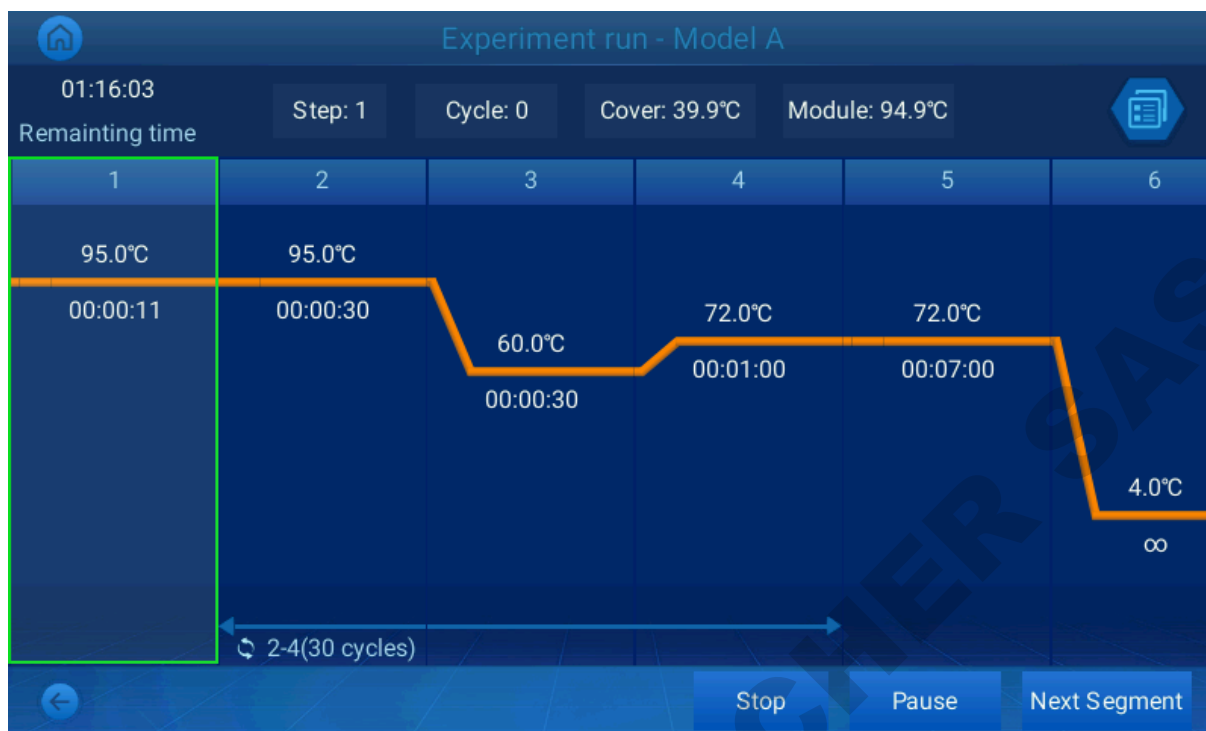 Experiment run - Model A
01:16:03
Remainting time
Step: 1
Cycle: 0
Cover: 39.9℃
Module: 94.9℃
1
2
3
4
5
6
95.0℃
00:00:11
95.0℃
00:00:30
60.0℃
00:00:30
72.0℃
00:01:00
72.0℃
00:07:00
4.0℃
∞
2-4(30 cycles)
Stop
Pause
Next Segment
CHER SAS